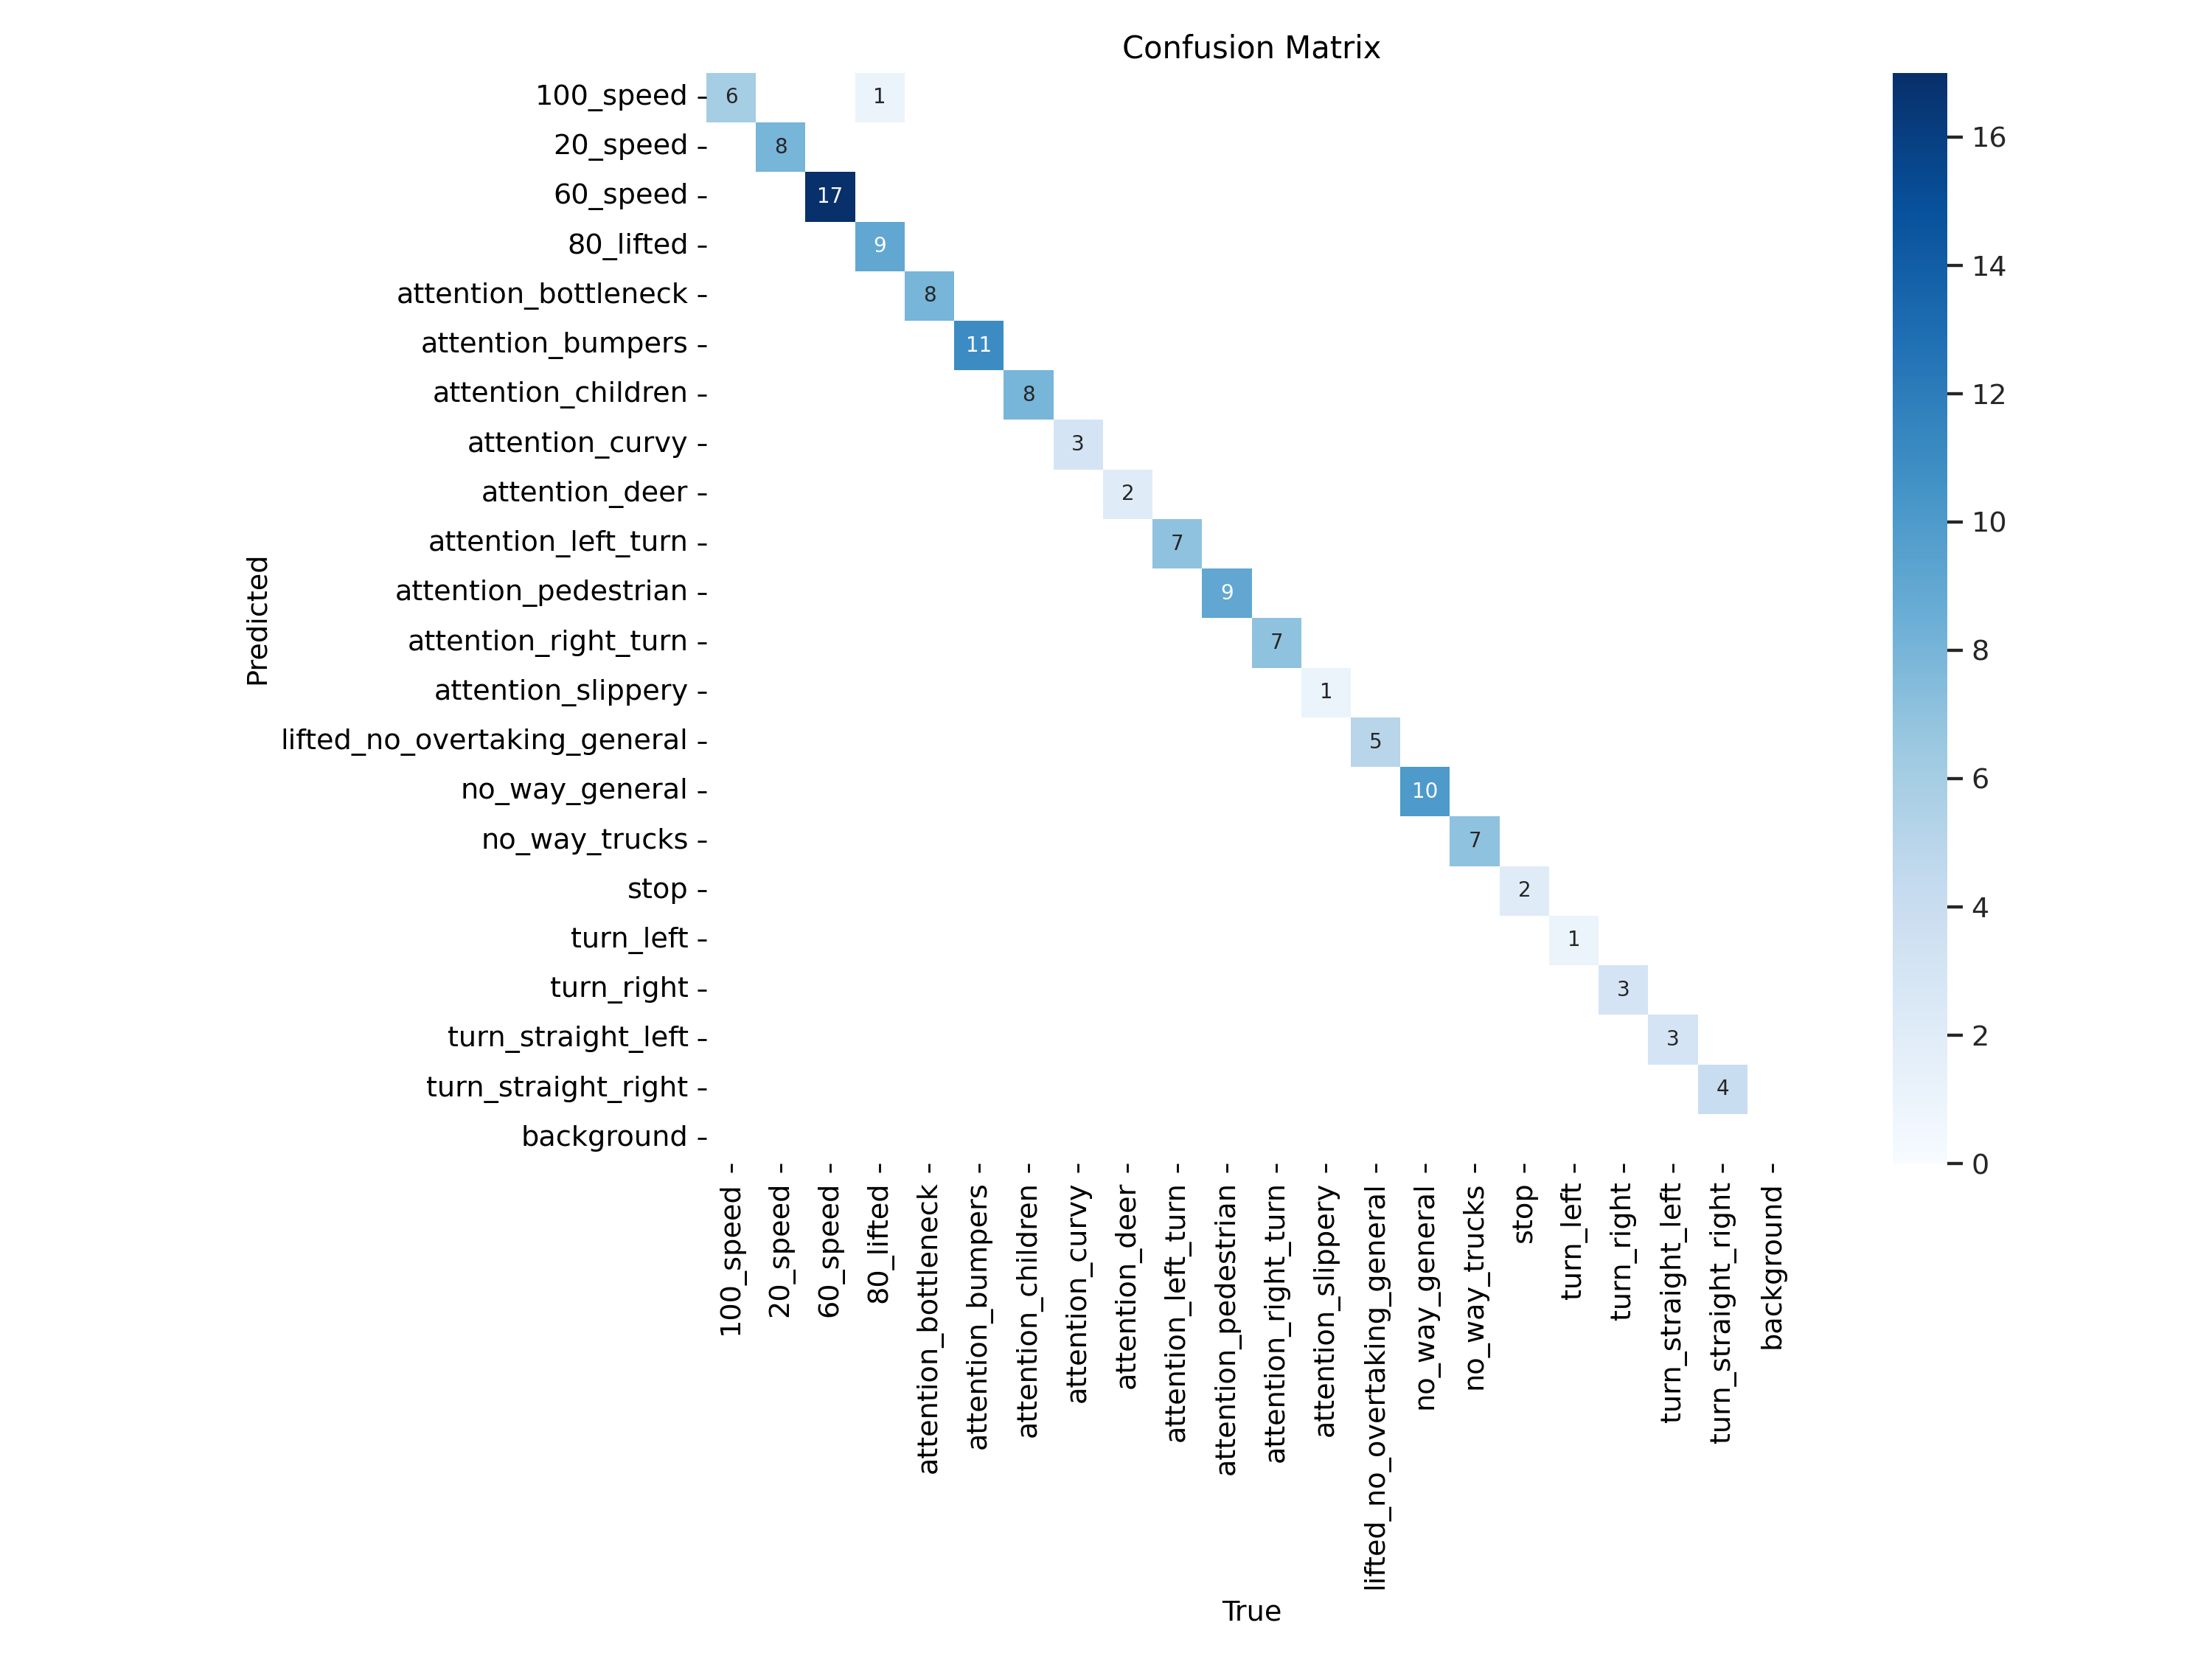 Confusion Matrix
Predicted
100_speed
20_speed
60_speed
80_lifted
attention_bottleneck
attention_bumpers
attention_children
attention_curvy
attention_deer
attention_left_turn
attention_pedestrian
attention_right_turn
attention_slippery
lifted_no_overtaking_general
no_way_general
no_way_trucks
stop
turn_left
turn_right
turn_straight_left
turn_straight_right
background
6 1
8
17
9
8
11
8
3
2
7
9
7
1
5
10
7
2
1
3
3
4
16
14
12
10
8
6
4
2
0
100_speed
20_speed
60_speed
80_lifted
attention_bottleneck
attention_bumpers
attention_children
attention_curvy
attention_deer
attention_left_turn
attention_pedestrian
attention_right_turn
attention_slippery
lifted_no_overtaking_general
no_way_general
no_way_trucks
stop
turn_left
turn_right
turn_straight_left
turn_straight_right
background
True